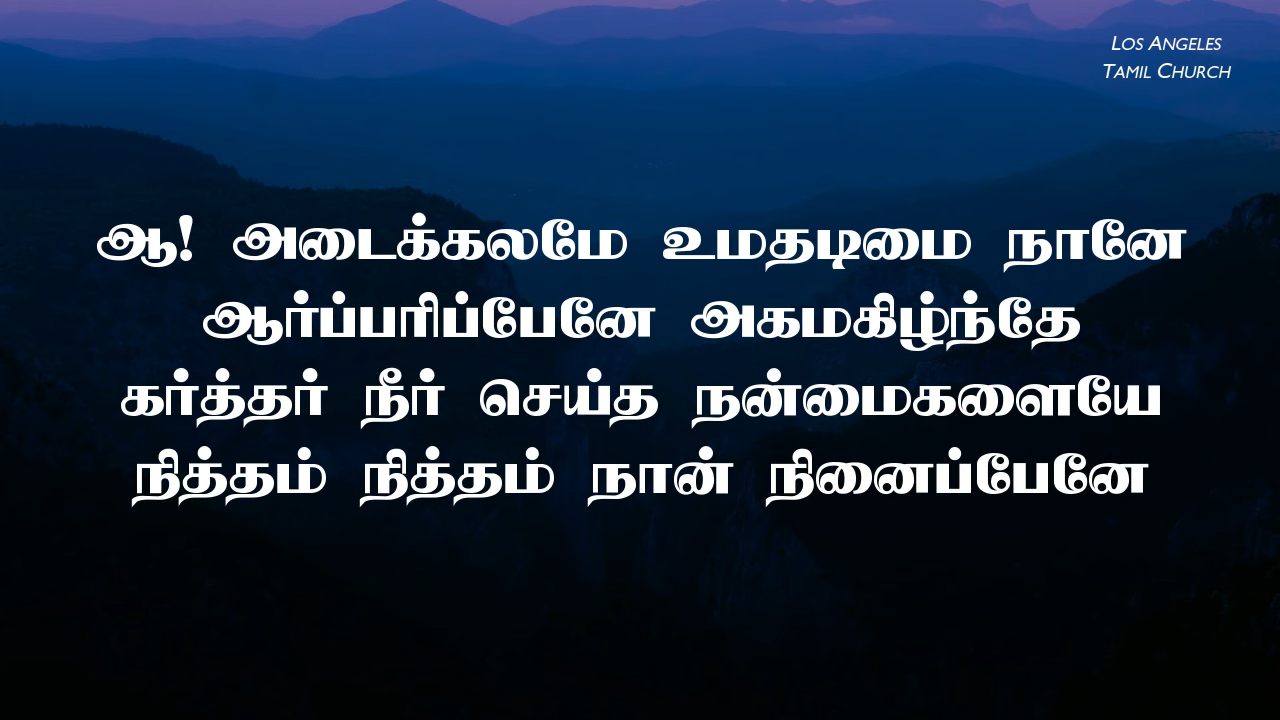 Los Angeles
Tamil Church
ஆ! அடைக்கலமே உமதடிமை நானே
ஆர்ப்பரிப்பேனே அகமகிழ்ந்தே
கர்த்தர் நீர் செய்த நன்மைகளையே
நித்தம் நித்தம் நான் நினைப்பேனே